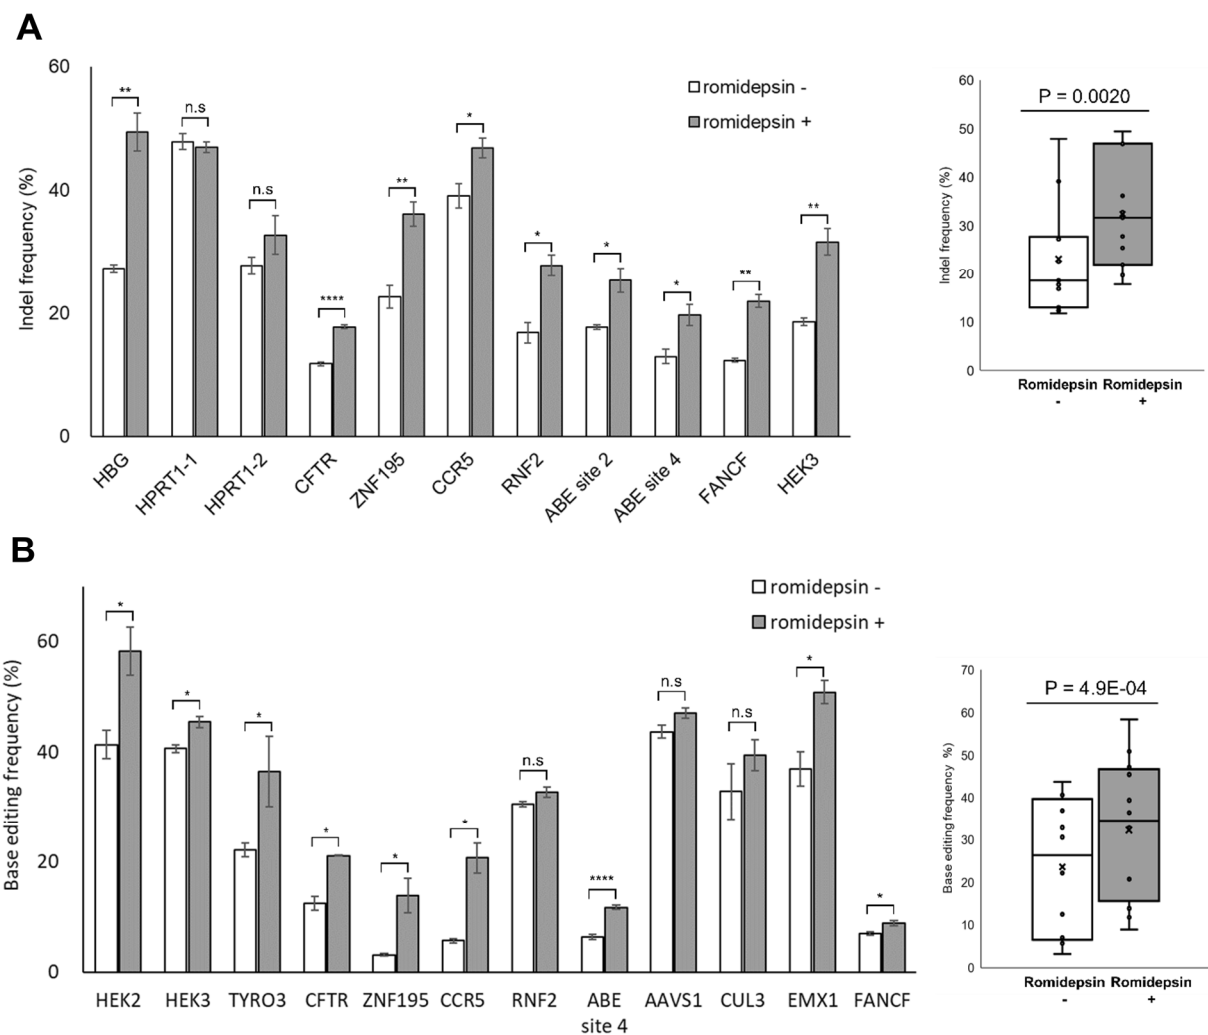 A
60
40
20
0
Indel frequency (%)
romidepsin -
romidepsin +
**
n.s
n.s
****
**
*
*
*
*
**
**
HBG
HPRT1-1
HPRT1-2
CFTR
ZNF195
CCR5
RNF2
ABE site 2
ABE site 4
FANCF
HEK3
60
50
40
30
20
10
0
Indel frequency (%)
P = 0.0020
Romidepsin
-
Romidepsin
+
B
60
40
20
0
Base editing frequency (%)
romidepsin -
romidepsin +
*
*
*
*
*
*
n.s
****
n.s
n.s
*
*
HEK2
HEK3
TYRO3
CFTR
ZNF195
CCR5
RNF2
ABE
site 4
AAVS1
CUL3
EMX1
FANCF
70
60
50
40
30
20
10
0
Base editing frequency %)
P = 4.9E-04
Romidepsin
-
Romidepsin
+